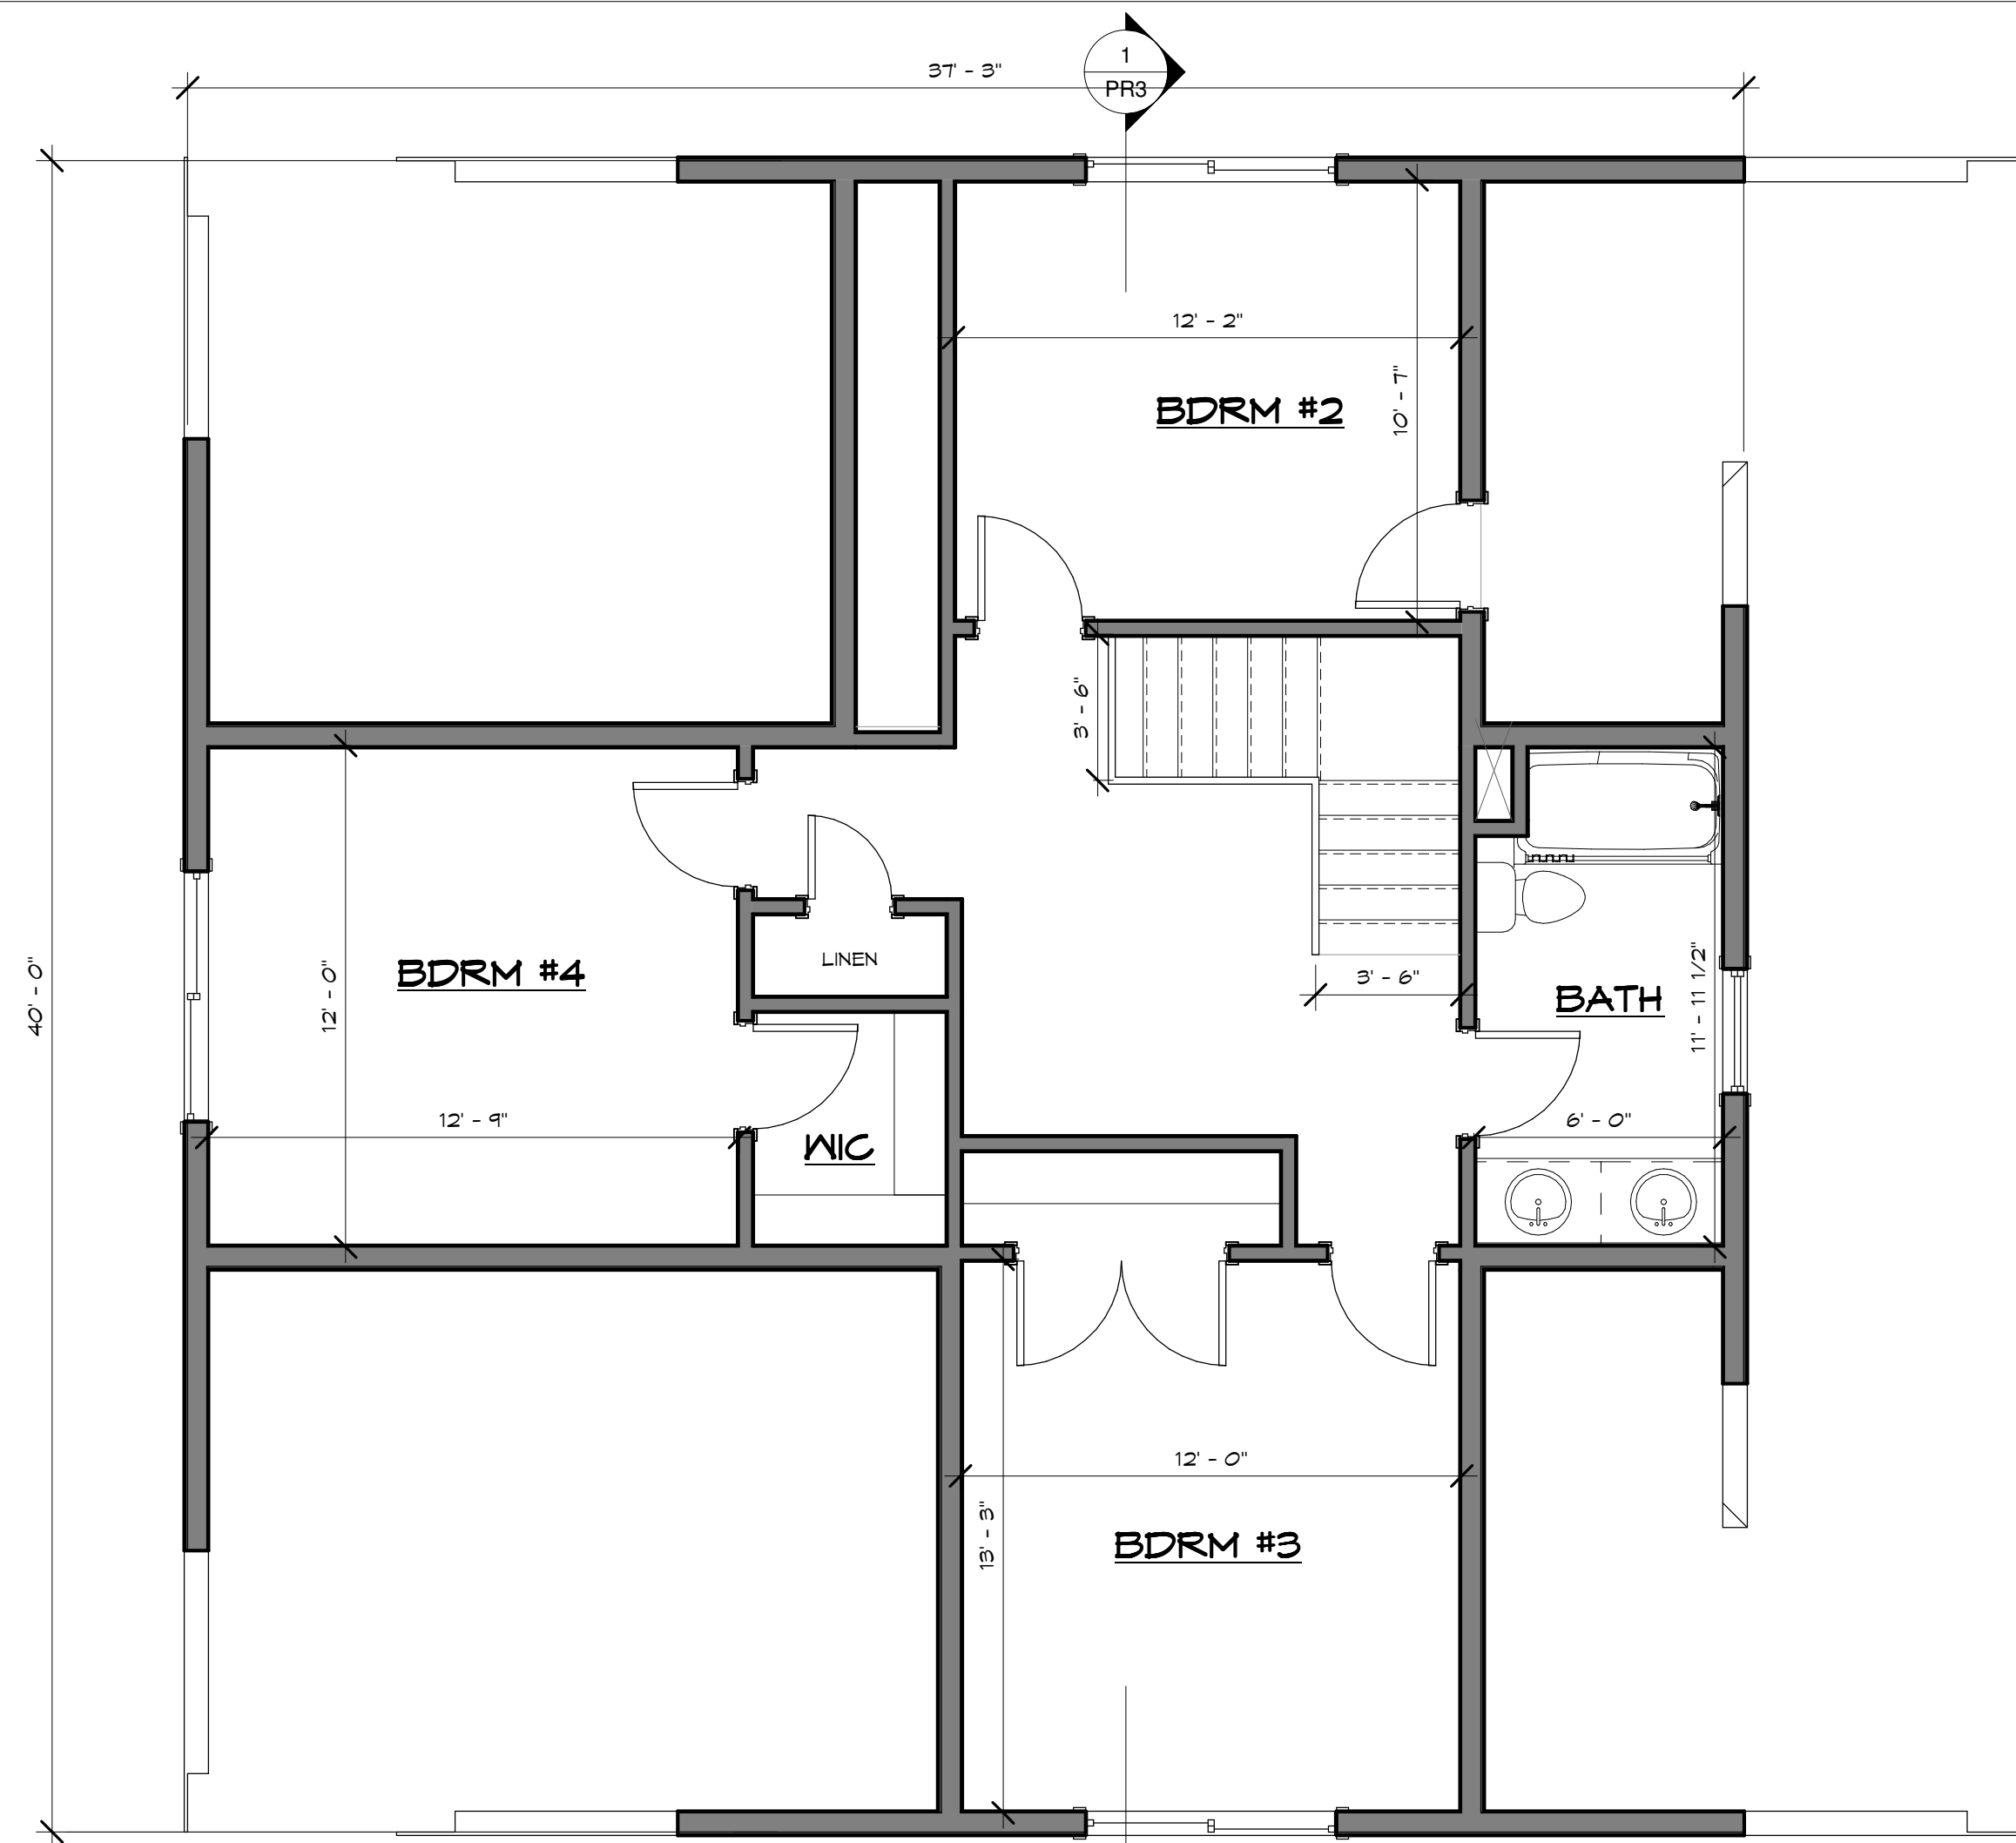 1
37' - 3"
PR3
12' - 2"
10' - 7"
BDRM #2
3' - 6"
40' - 0"
12' - 0"
BDRM #4
LINEN
3' - 6"
BATH
11' - 11 1/2"
12' - 9"
WIC
6' - 0"
12' - 0"
13' - 3"
BDRM #3